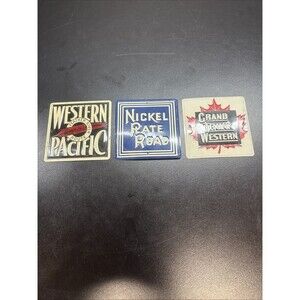 WESTERN
PACIFIC
NICKEL
PLATE
ROAD
GRAND
TRUNK
WESTERN